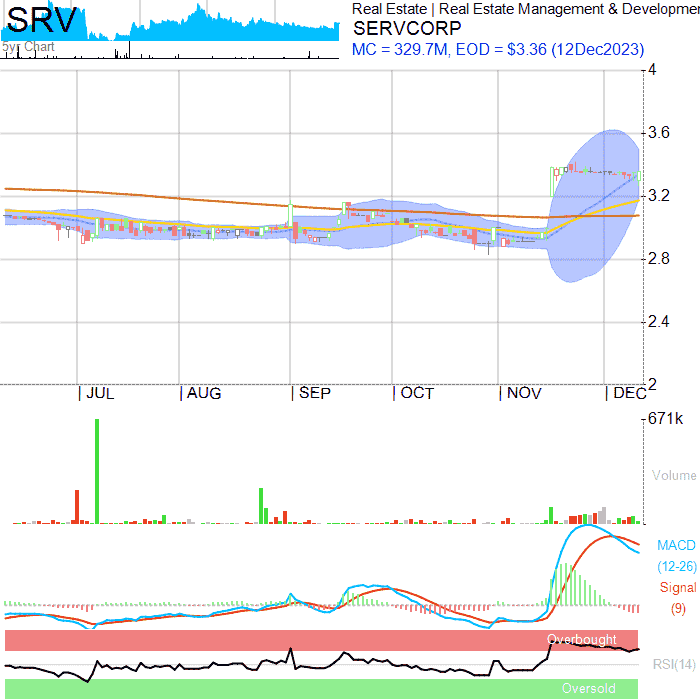 SRV
Real Estate | Real Estate Management & Developmen
SERVCORP
5yr Chart
MC = 329.7M, EOD = $3.36 (12Dec2023)
4
3.6
3.2
2.8
2.4
2
| JUL | AUG | SEP | OCT | NOV | DEC
671k
Volume
MACD
(12-26)
Signal
(9)
Overbought
RSI(14)
Oversold